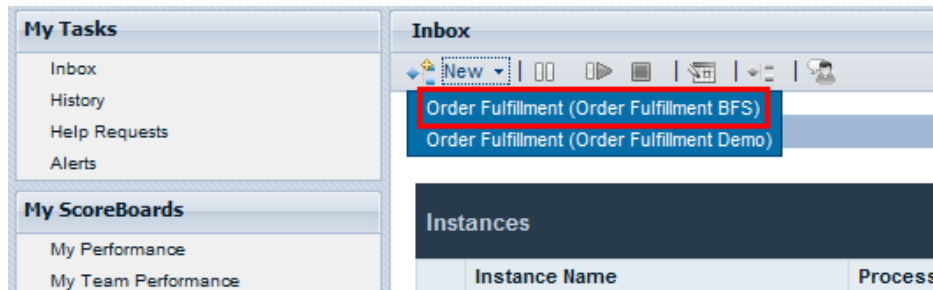 My Tasks
Inbox
History
Help Requests
Alerts
My ScoreBoards
My Performance
My Team Performance
Inbox
New
Order Fulfillment (Order Fulfillment BFS)
Order Fulfillment (Order Fulfillment Demo)
Instances
Instance Name
Process